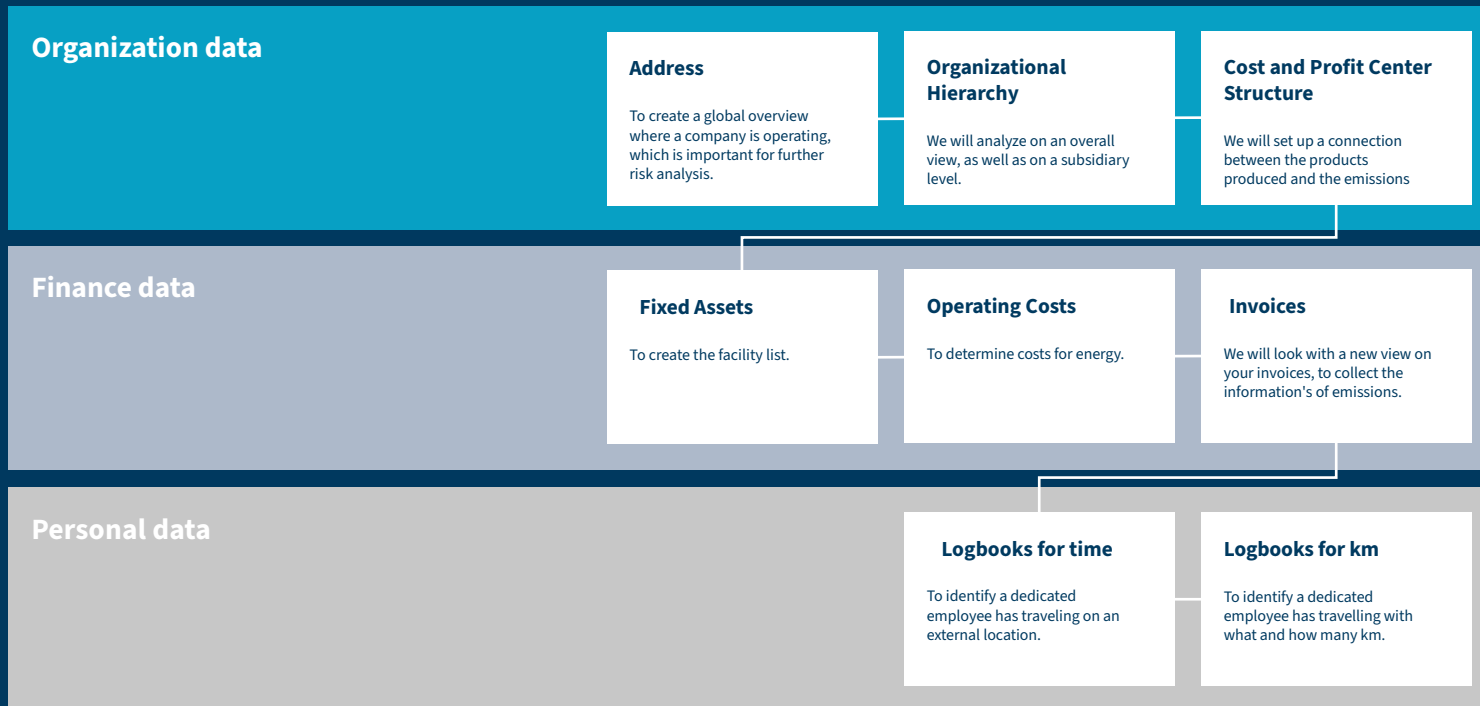 Organization data
Address
To create a global overview
where a company is operating,
which is important for further
risk analysis.
Organizational
Hierarchy
We will analyze on an overall
view, as well as on a subsidiary
level.
Cost and Profit Center
Structure
We will set up a connection
between the products
produced and the emissions
Finance data
Fixed Assets
To create the facility list.
Operating Costs
To determine costs for energy.
Invoices
We will look with a new view on
your invoices, to collect the
information's of emissions.
Personal data
Logbooks for time
To identify a dedicated
employee has traveling on an
external location.
Logbooks for km
To identify a dedicated
employee has travelling with
what and how many km.